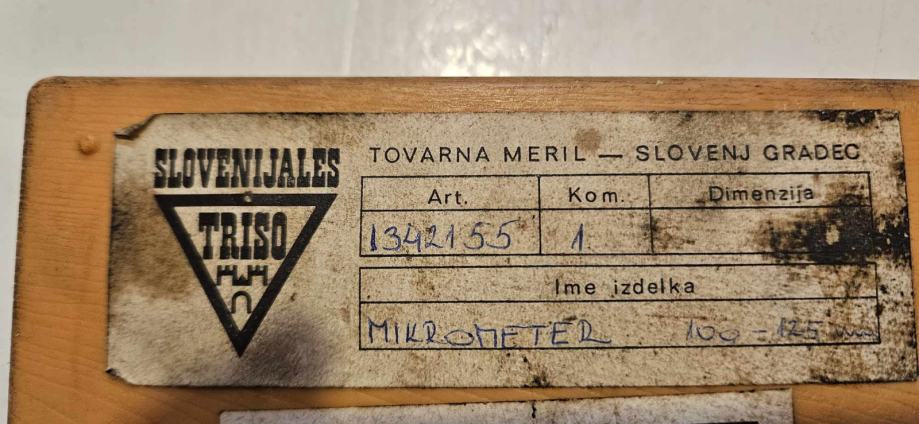 SLOVENIJALES
TRISO
TOVARNA MERIL — SLOVENJ GRADEC
Art. Kom. Dimenzija
1342155 1
Ime izdelka
MIKROMETER 100-125 mm